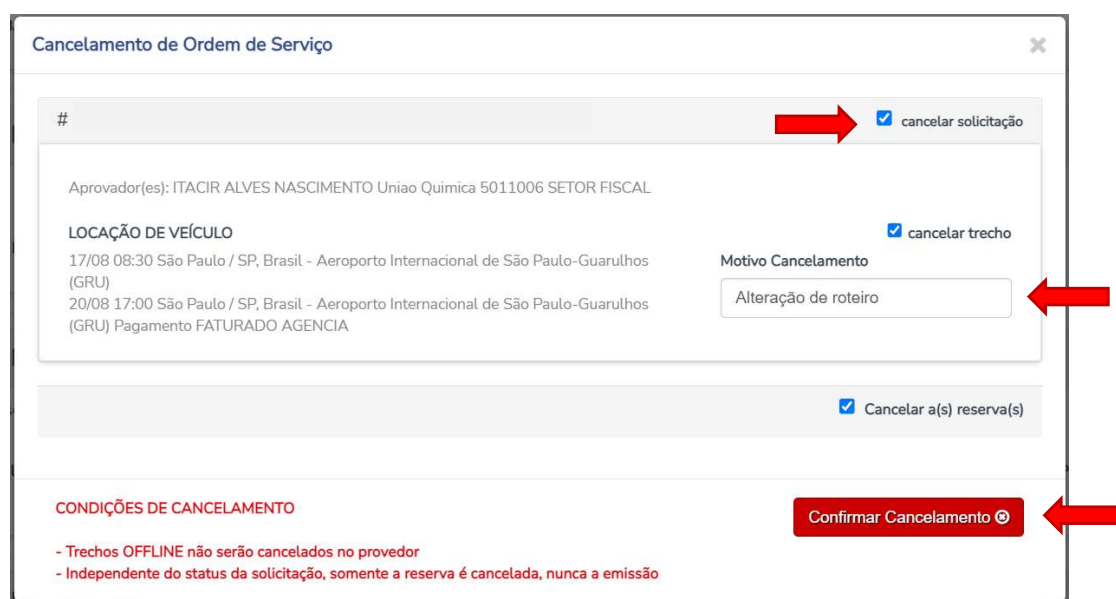 Cancelamento de Ordem de Serviço
#
cancelar solicitação
Aprovador(es): ITACIR ALVES NASCIMENTO Uniao Quimica 5011006 SETOR FISCAL
LOCAÇÃO DE VEÍCULO
cancelar trecho
17/08 08:30 São Paulo / SP, Brasil - Aeroporto Internacional de São Paulo-Guarulhos
(GRU)
20/08 17:00 São Paulo / SP, Brasil - Aeroporto Internacional de São Paulo-Guarulhos
(GRU) Pagamento FATURADO AGENCIA
Motivo Cancelamento
Alteração de roteiro
Cancelar a(s) reserva(s)
CONDIÇÕES DE CANCELAMENTO
Confirmar Cancelamento
- Trechos OFFLINE não serão cancelados no provedor
- Independente do status da solicitação, somente a reserva é cancelada, nunca a emissão